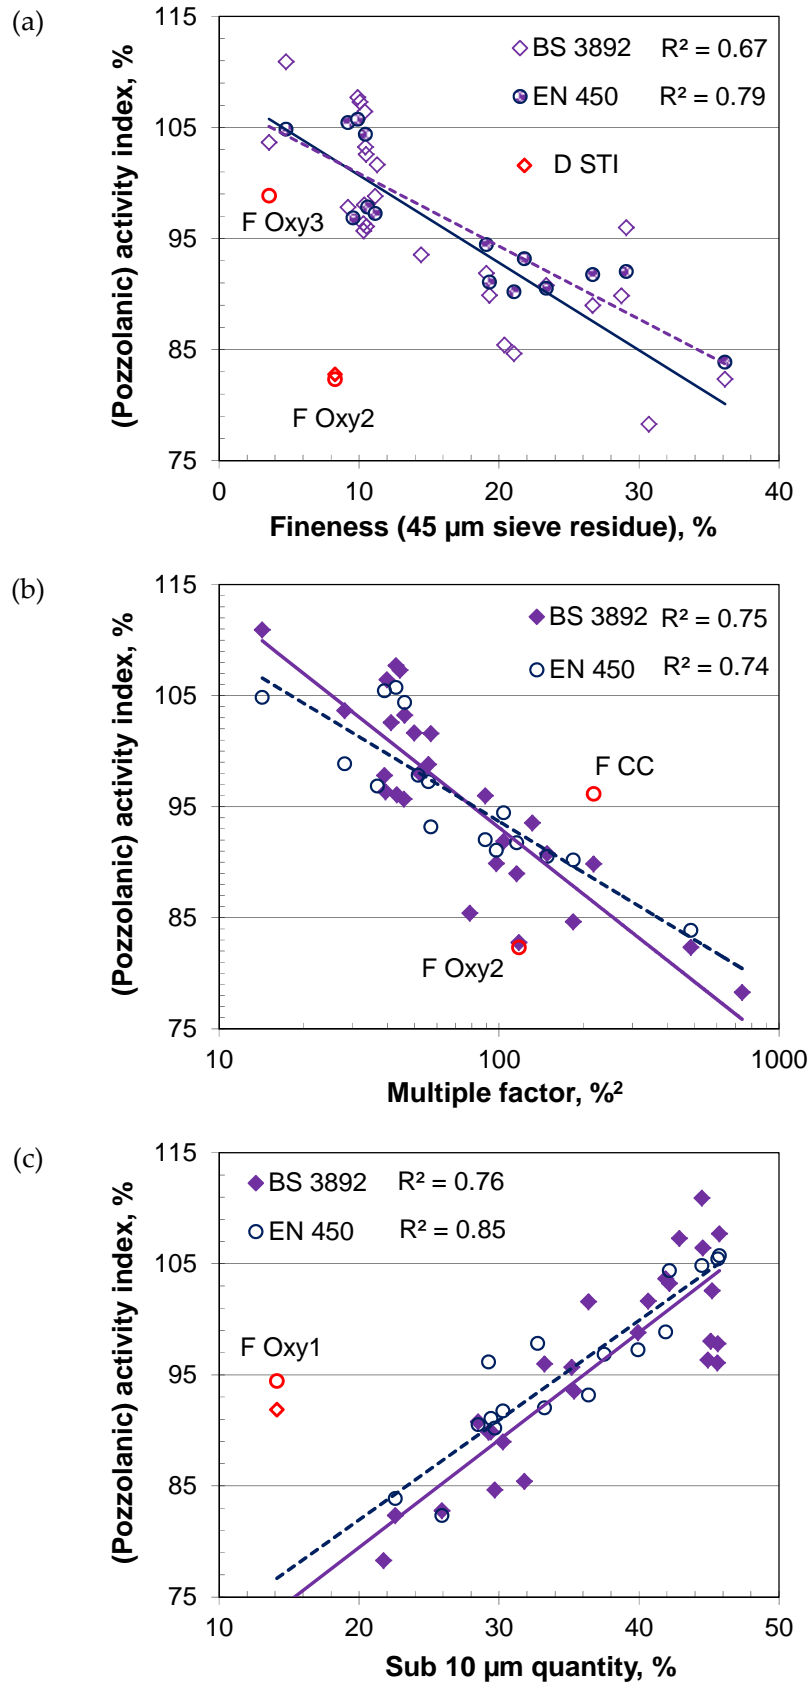 (a)
(Pozzolanic) activity index, %
115
105
95
85
75
BS 3892 R² = 0.67
EN 450 R² = 0.79
D STI
F Oxy3
F Oxy2
0 10 20 30 40
Fineness (45 µm sieve residue), %
(b)
(Pozzolanic) activity index, %
115
105
95
85
75
BS 3892 R² = 0.75
EN 450 R² = 0.74
F CC
F Oxy2
10 100 1000
Multiple factor, %²
(c)
(Pozzolanic) activity index, %
115
105
95
85
75
BS 3892 R² = 0.76
EN 450 R² = 0.85
F Oxy1
10 20 30 40 50
Sub 10 µm quantity, %